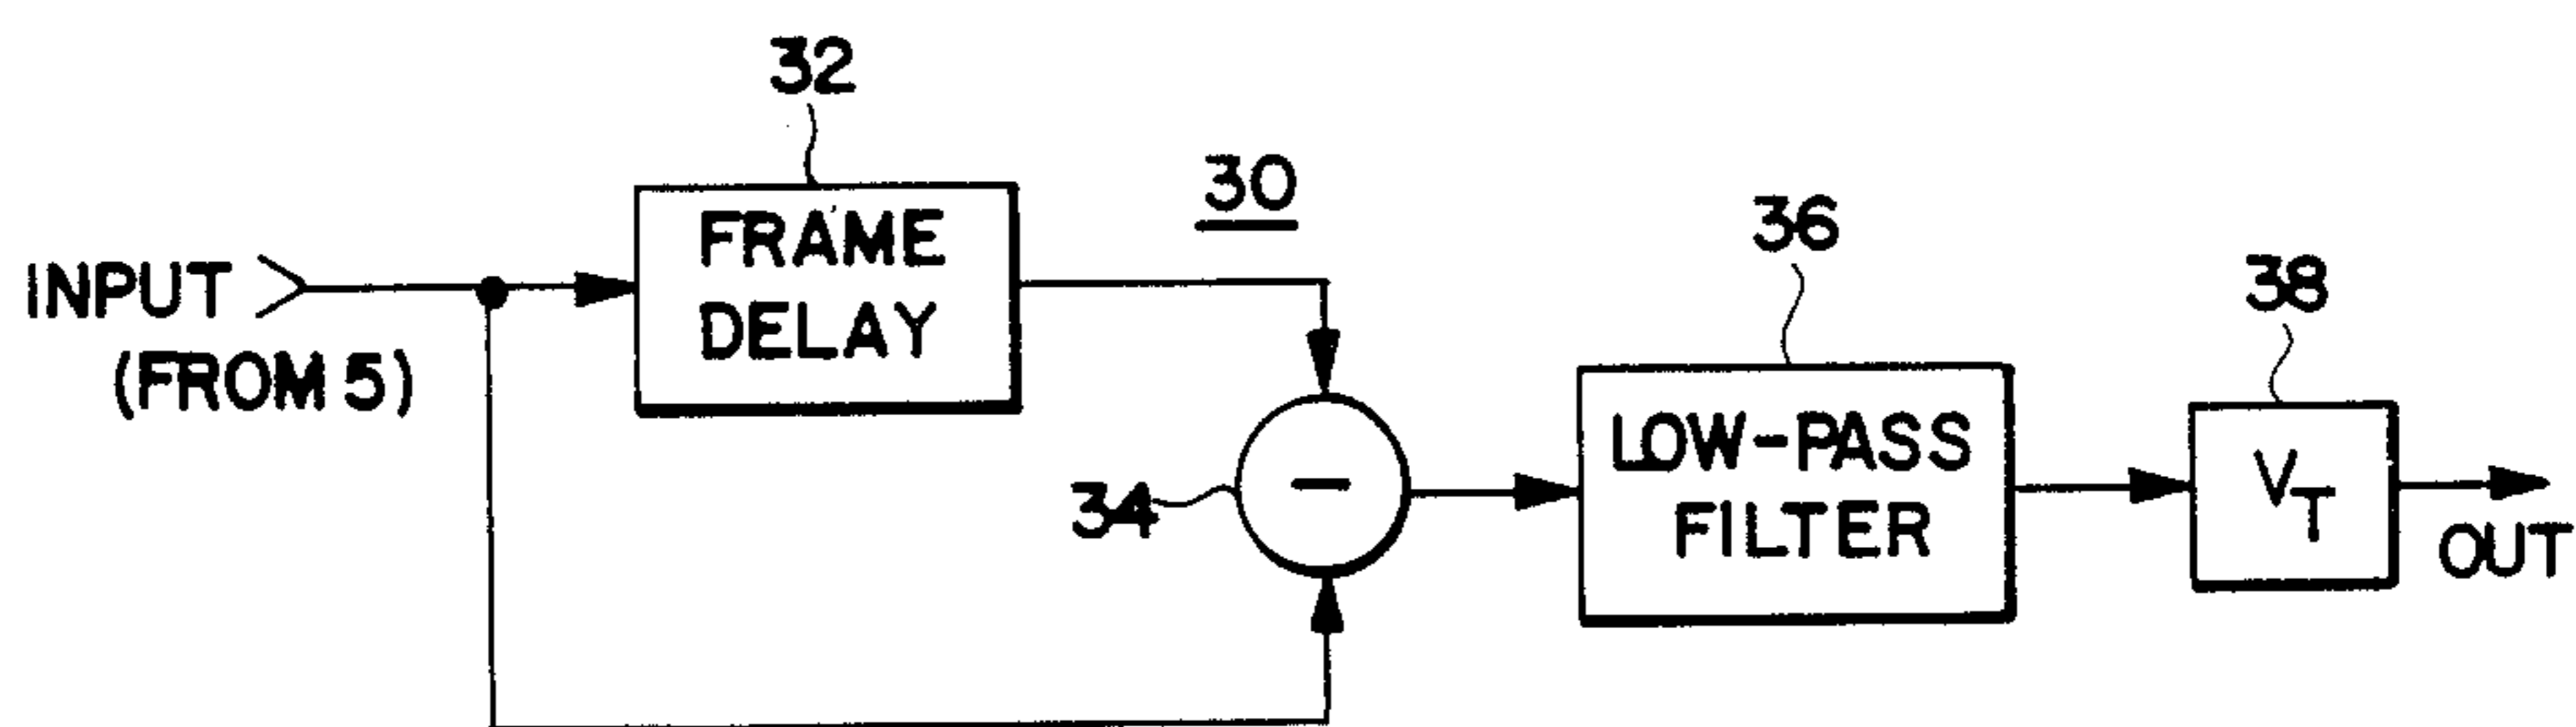 32
30
36
38
INPUT
(FROM 5)
FRAME
DELAY
34
-
LOW-PASS
FILTER
VT
OUT